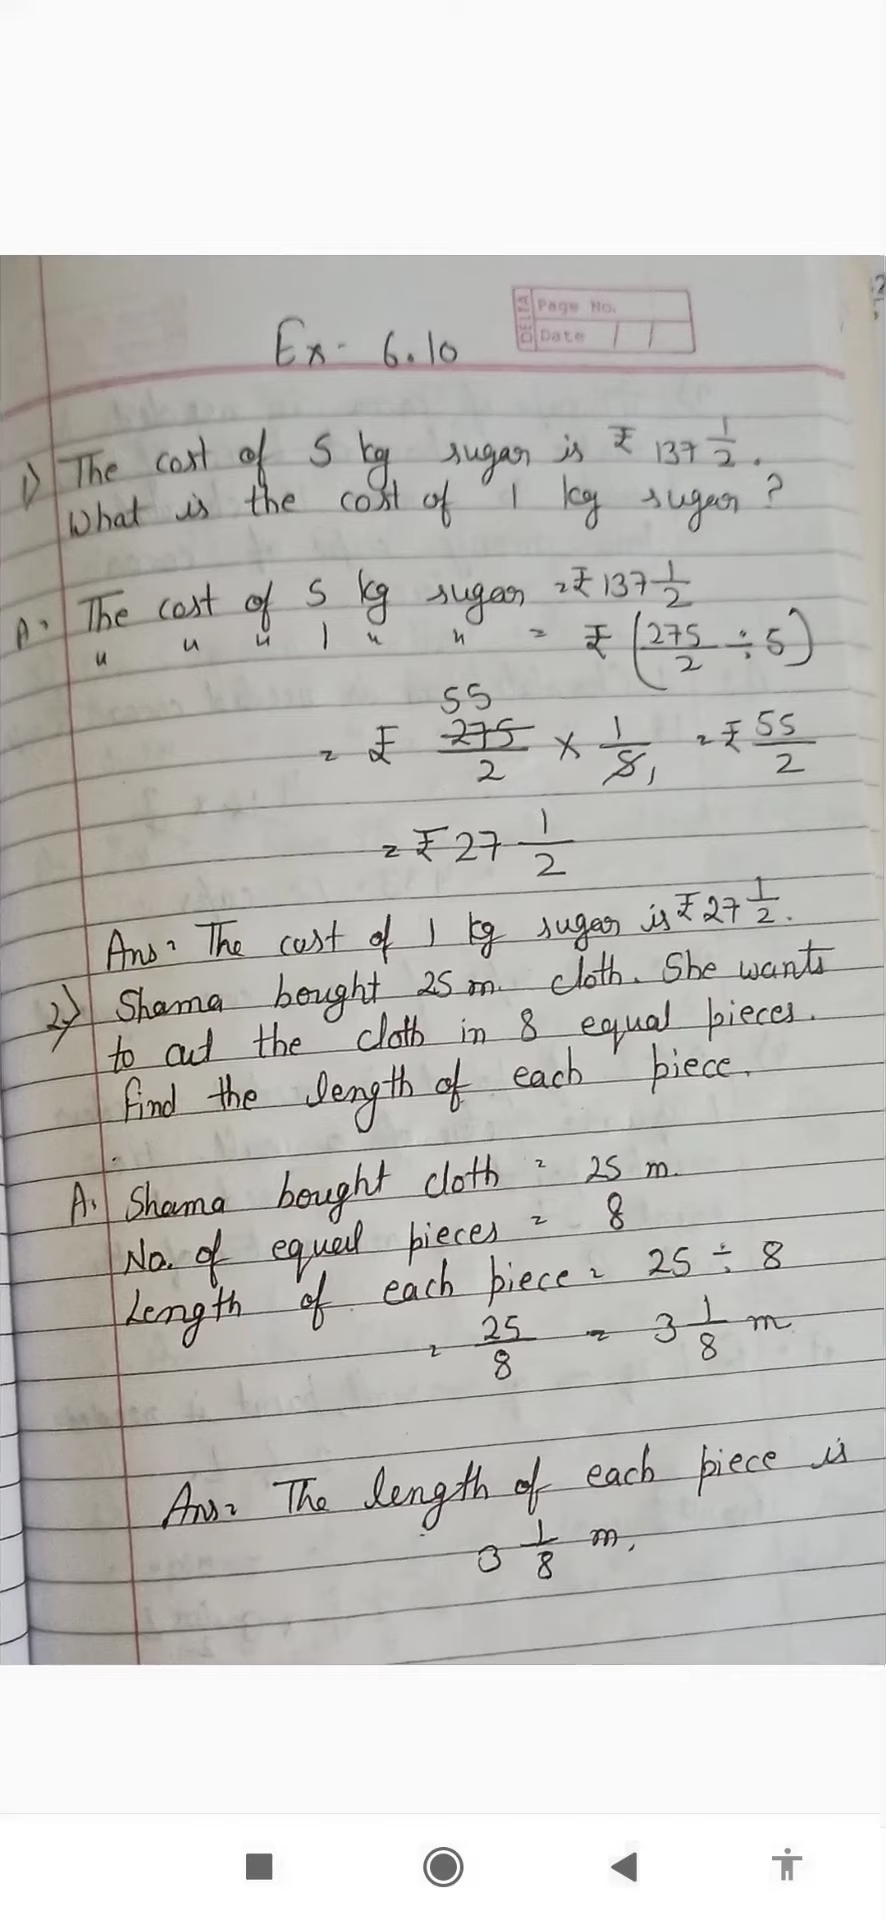 DELTA
Page No.
Date / /
Ex- 6.10
1) The cost of 5 kg sugar is ₹ 137 1/2.
What is the cost of 1 kg sugar?
A. The cost of 5 kg sugar = ₹ 137 1/2
" " " 1 " " = ₹ (275/2 ÷ 5)
55
= ₹ 275/2 × 1/5 1 = ₹ 55/2
= ₹ 27 1/2
Ans = The cost of 1 kg sugar is ₹ 27 1/2.
2) Shama bought 25 m cloth. She wants
to cut the cloth in 8 equal pieces.
find the length of each piece.
A. Shama bought cloth = 25 m.
No. of equal pieces = 8
Length of each piece = 25 ÷ 8
= 25/8 = 3 1/8 m
Ans = The length of each piece is
3 1/8 m.